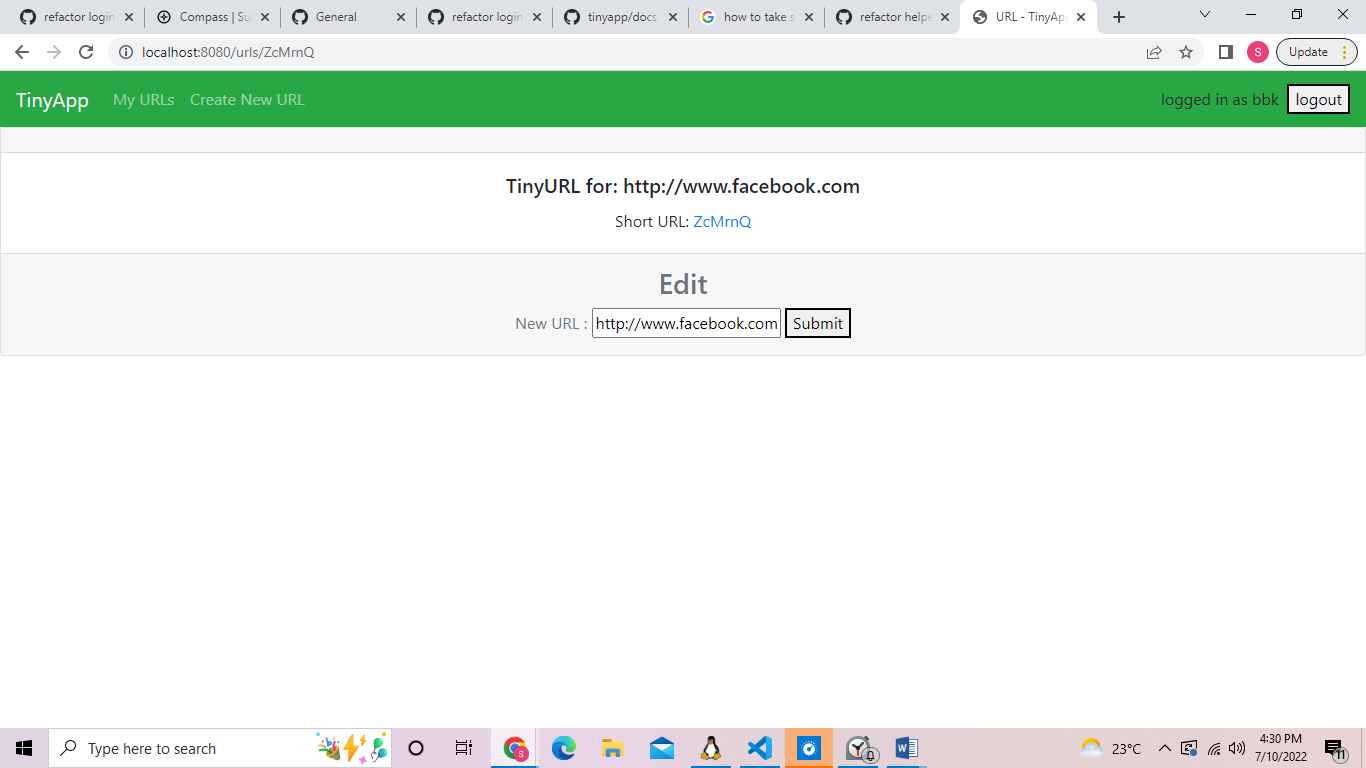 refactor login
Compass | Su
General
refactor login
tinyapp/docs
how to take s
refactor helpe
URL - TinyAp
localhost:8080/urls/ZcMrnQ
S
Update
TinyApp
My URLs
Create New URL
logged in as bbk
logout
TinyURL for: http://www.facebook.com
Short URL: ZcMrnQ
Edit
New URL : http://www.facebook.com Submit
Type here to search
S
23°C
4:30 PM
7/10/2022
11